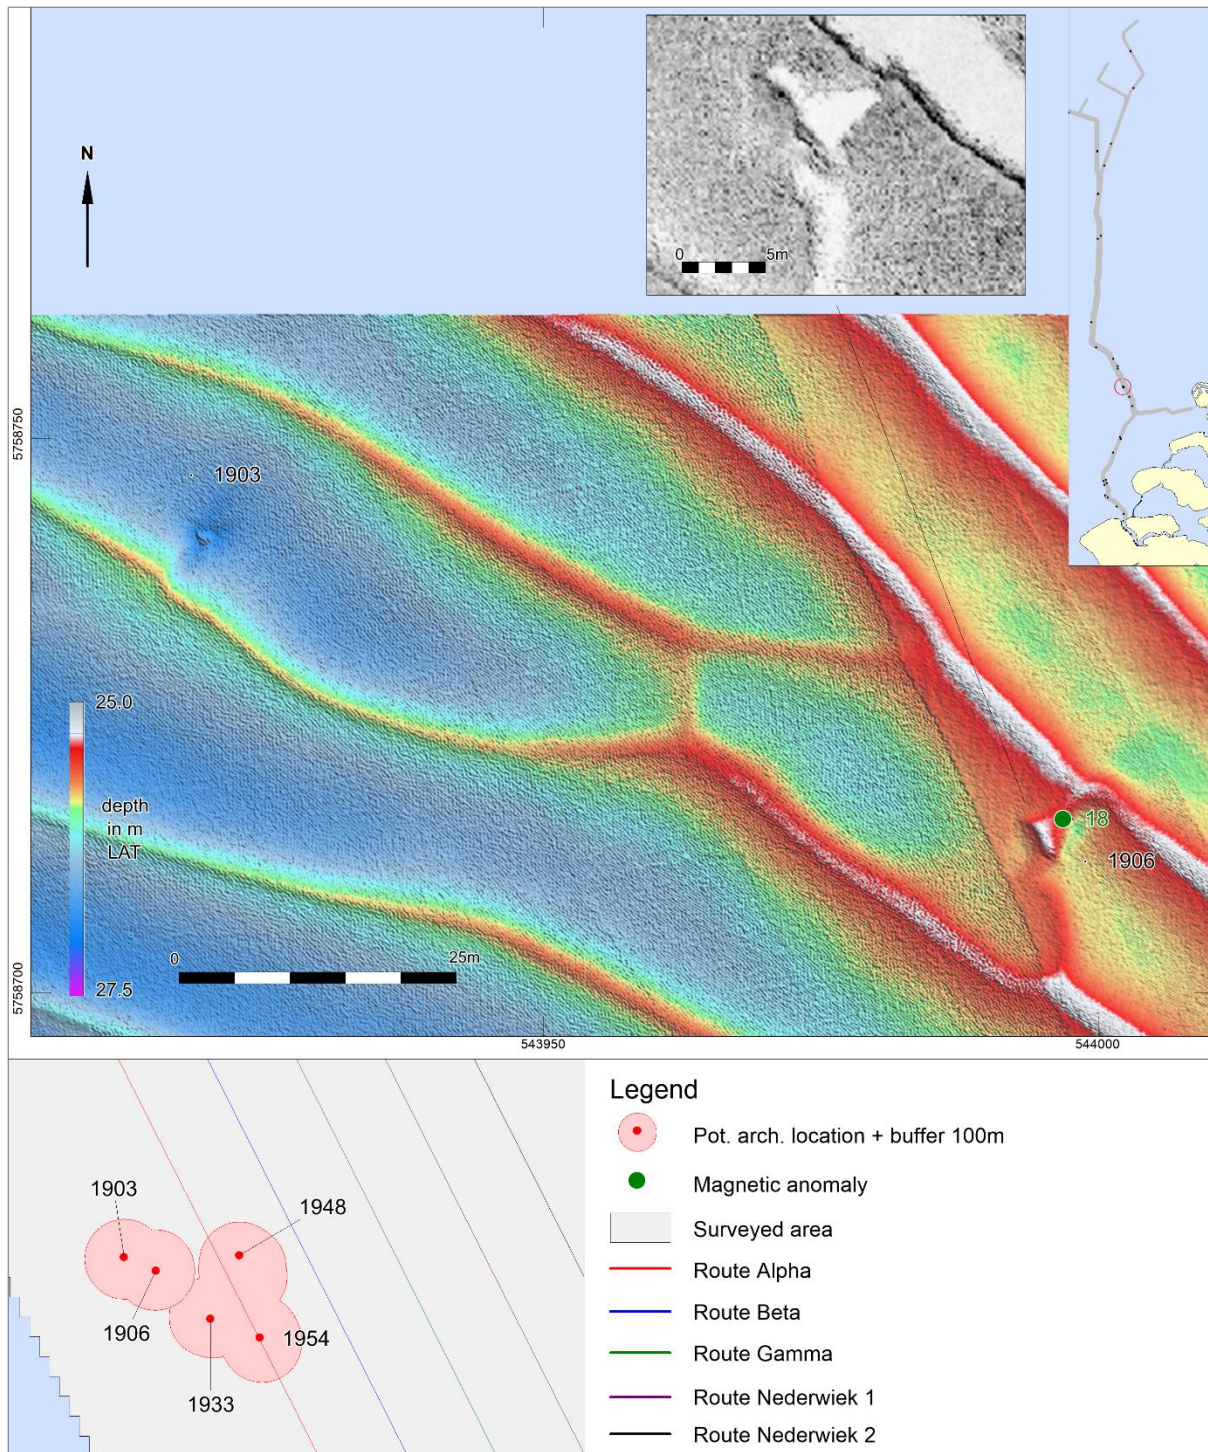 N
0
5m
5758750
1903
25.0
depth
in m
LAT
27.5
18
1906
0
25m
5758700
543950
544000
1903
1948
1906
1954
1933
Legend
Pot. arch. location + buffer 100m
Magnetic anomaly
Surveyed area
Route Alpha
Route Beta
Route Gamma
Route Nederwiek 1
Route Nederwiek 2